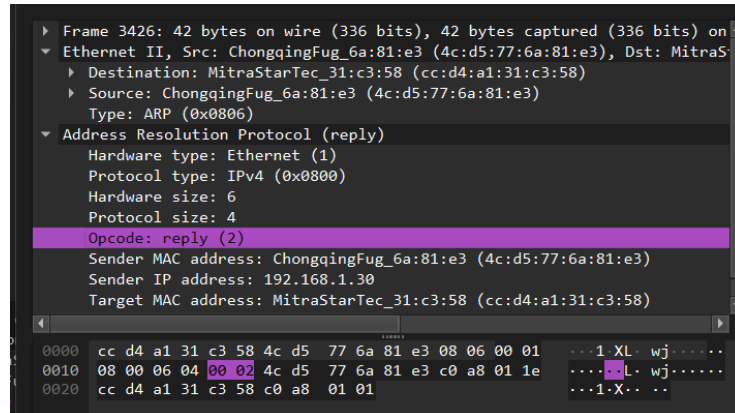 Frame 3426: 42 bytes on wire (336 bits), 42 bytes captured (336 bits) on
Ethernet II, Src: ChongqingFug_6a:81:e3 (4c:d5:77:6a:81:e3), Dst: MitraS
Destination: MitraStarTec_31:c3:58 (cc:d4:a1:31:c3:58)
Source: ChongqingFug_6a:81:e3 (4c:d5:77:6a:81:e3)
Type: ARP (0x0806)
Address Resolution Protocol (reply)
Hardware type: Ethernet (1)
Protocol type: IPv4 (0x0800)
Hardware size: 6
Protocol size: 4
Opcode: reply (2)
Sender MAC address: ChongqingFug_6a:81:e3 (4c:d5:77:6a:81:e3)
Sender IP address: 192.168.1.30
Target MAC address: MitraStarTec_31:c3:58 (cc:d4:a1:31:c3:58)
0000 cc d4 a1 31 c3 58 4c d5 77 6a 81 e3 08 06 00 01 ···1·XL· wj······
0010 08 00 06 04 00 02 4c d5 77 6a 81 e3 c0 a8 01 1e ······L· wj······
0020 cc d4 a1 31 c3 58 c0 a8 01 01 ···1·X·· ··